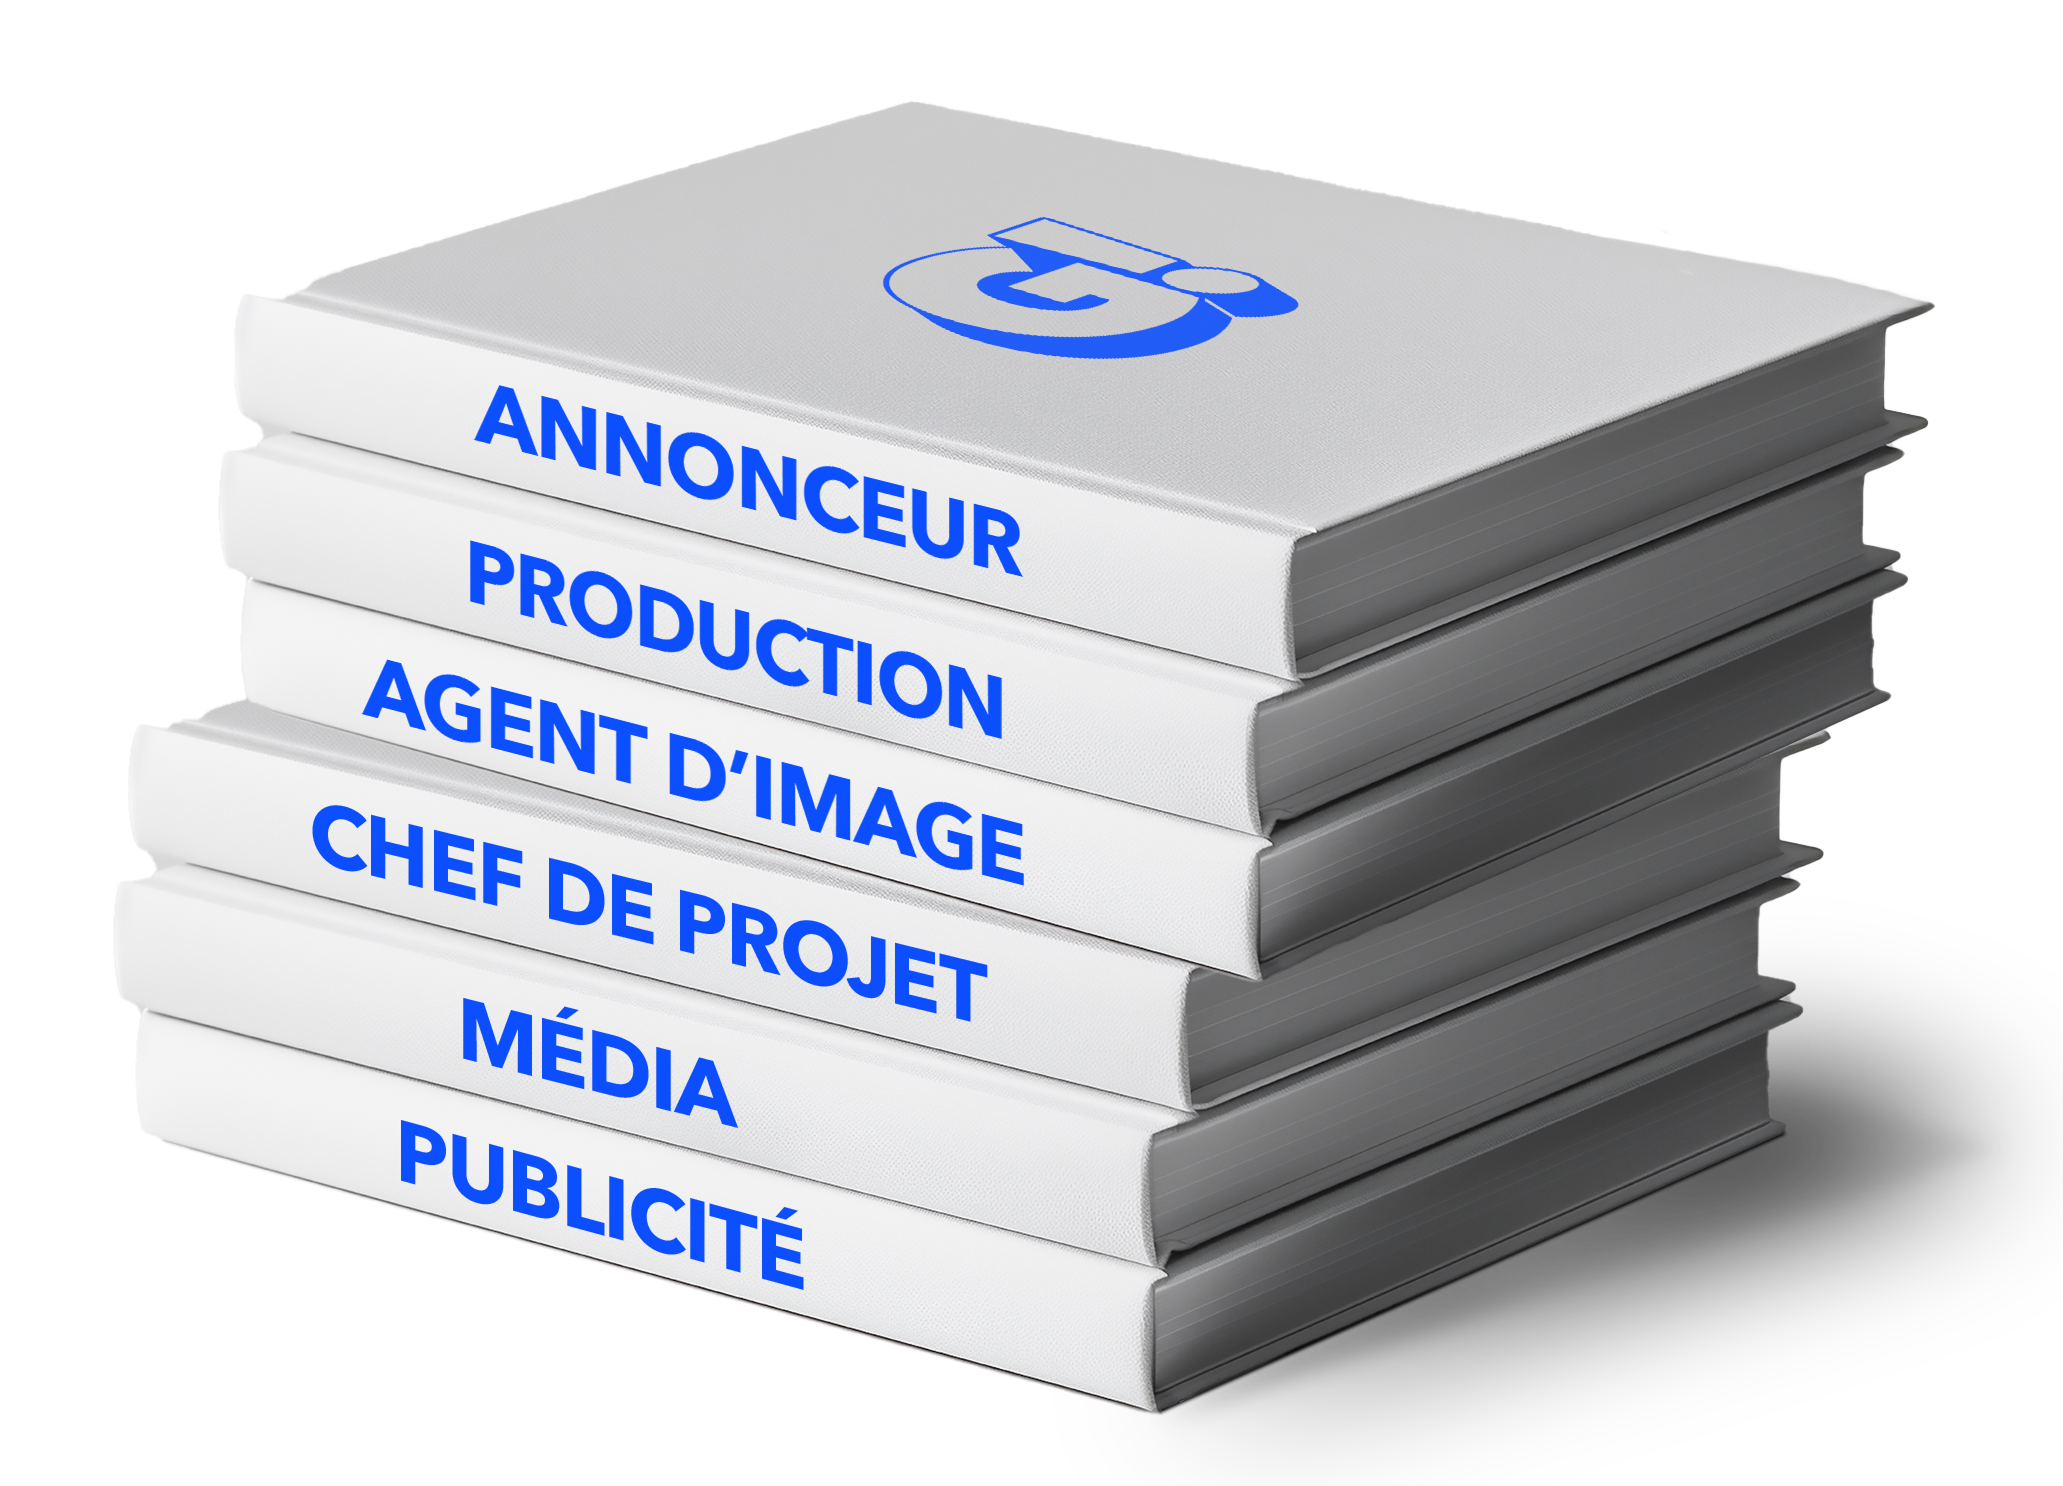 ANNONCEUR
PRODUCTION
AGENT D’IMAGE
CHEF DE PROJET
MÉDIA
PUBLICITÉ